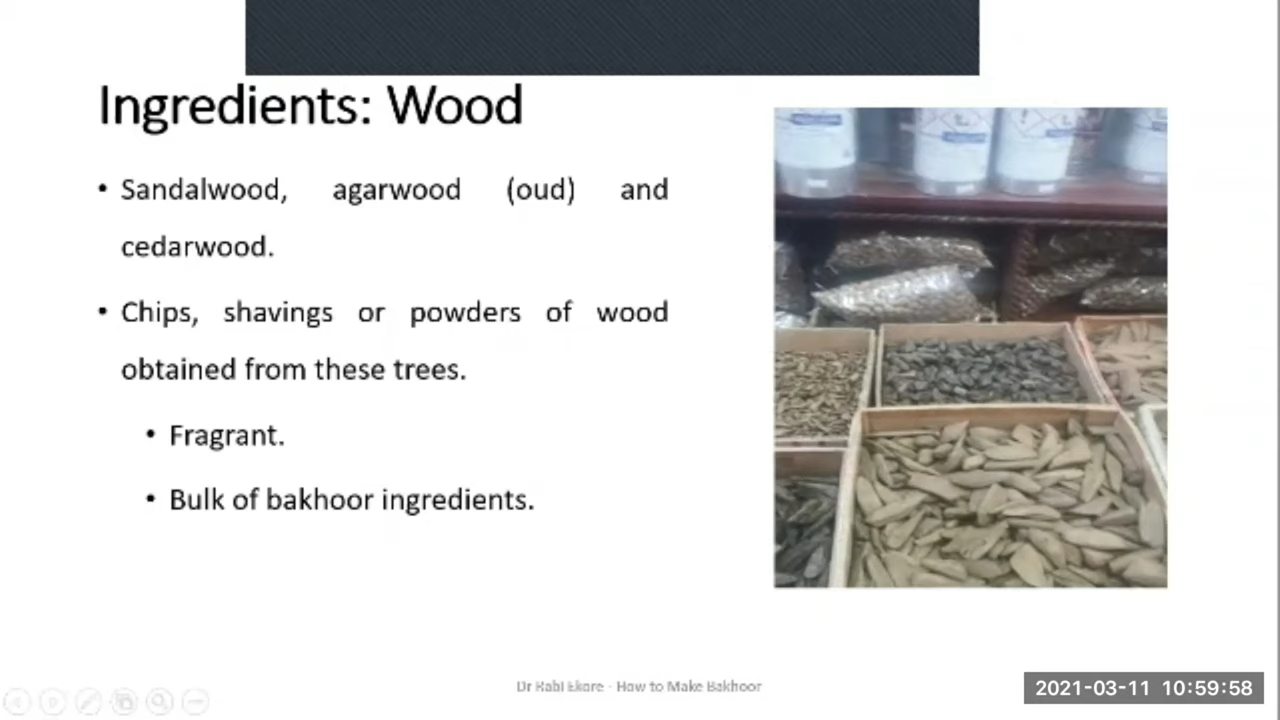 Ingredients: Wood
• Sandalwood, agarwood (oud) and
cedarwood.
• Chips, shavings or powders of wood
obtained from these trees.
• Fragrant.
• Bulk of bakhoor ingredients.
Dr Rabi Ekore - How to Make Bakhoor
2021-03-11 10:59:58